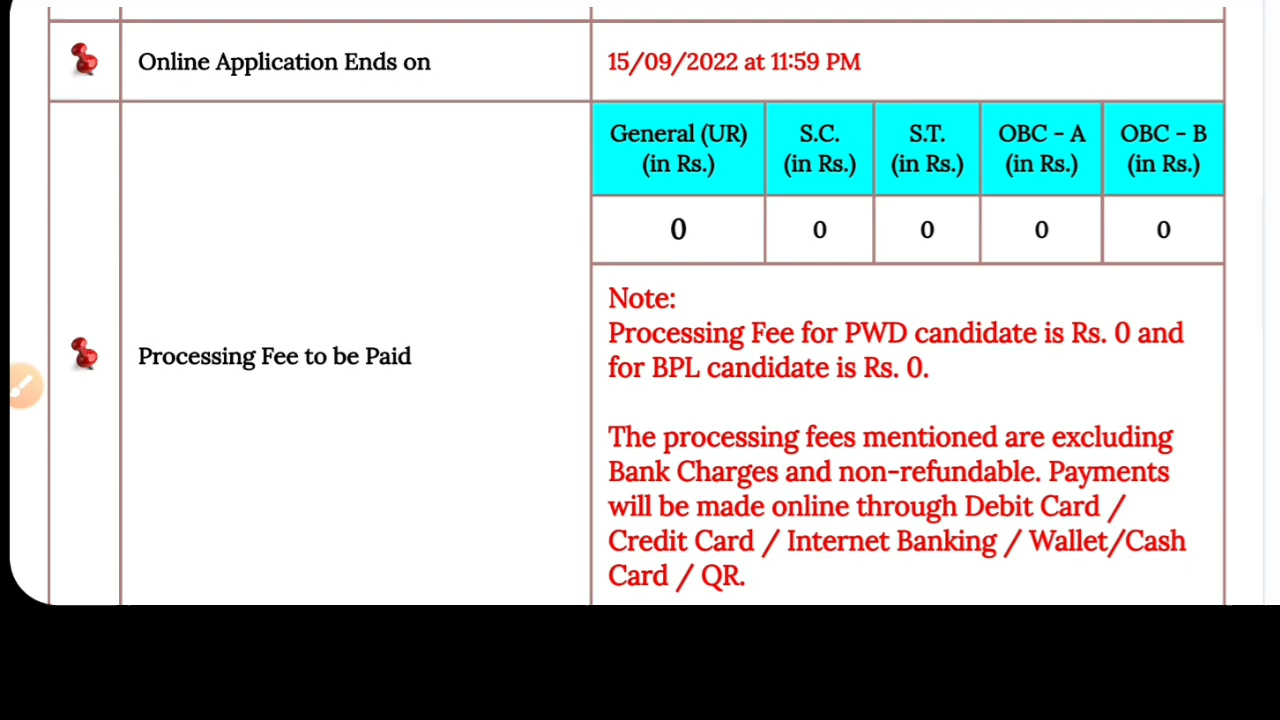 Online Application Ends on
15/09/2022 at 11:59 PM
General (UR) S.C. S.T. OBC - A OBC - B
(in Rs.) (in Rs.) (in Rs.) (in Rs.) (in Rs.)
0 0 0 0 0
Processing Fee to be Paid
Note:
Processing Fee for PWD candidate is Rs. 0 and
for BPL candidate is Rs. 0.
The processing fees mentioned are excluding
Bank Charges and non-refundable. Payments
will be made online through Debit Card /
Credit Card / Internet Banking / Wallet/Cash
Card / QR.